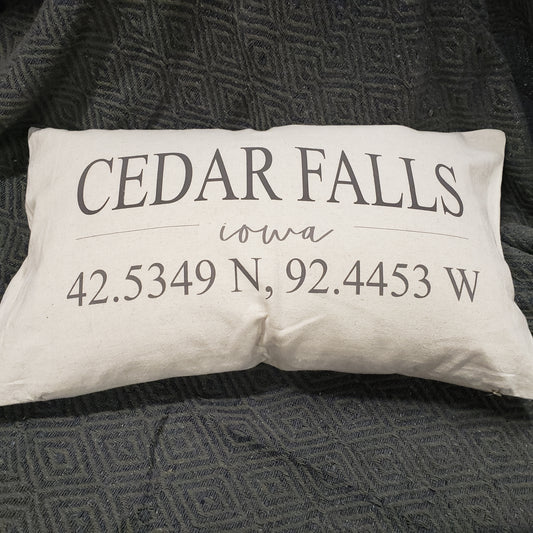 CEDAR FALLS
iowa
42.5349 N, 92.4453 W